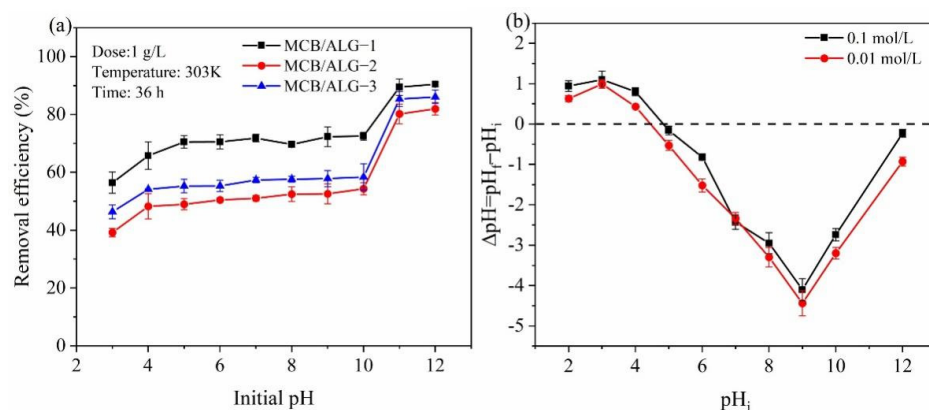 (a)
Dose:1 g/L
Temperature: 303K
Time: 36 h
MCB/ALG−1
MCB/ALG−2
MCB/ALG−3
Removal efficiency (%)
100
80
60
40
20
0
2 4 6 8 10 12
Initial pH
(b)
0.1 mol/L
0.01 mol/L
ΔpH=pHf−pHi
2
1
0
-1
-2
-3
-4
-5
2 4 6 8 10 12
pHi